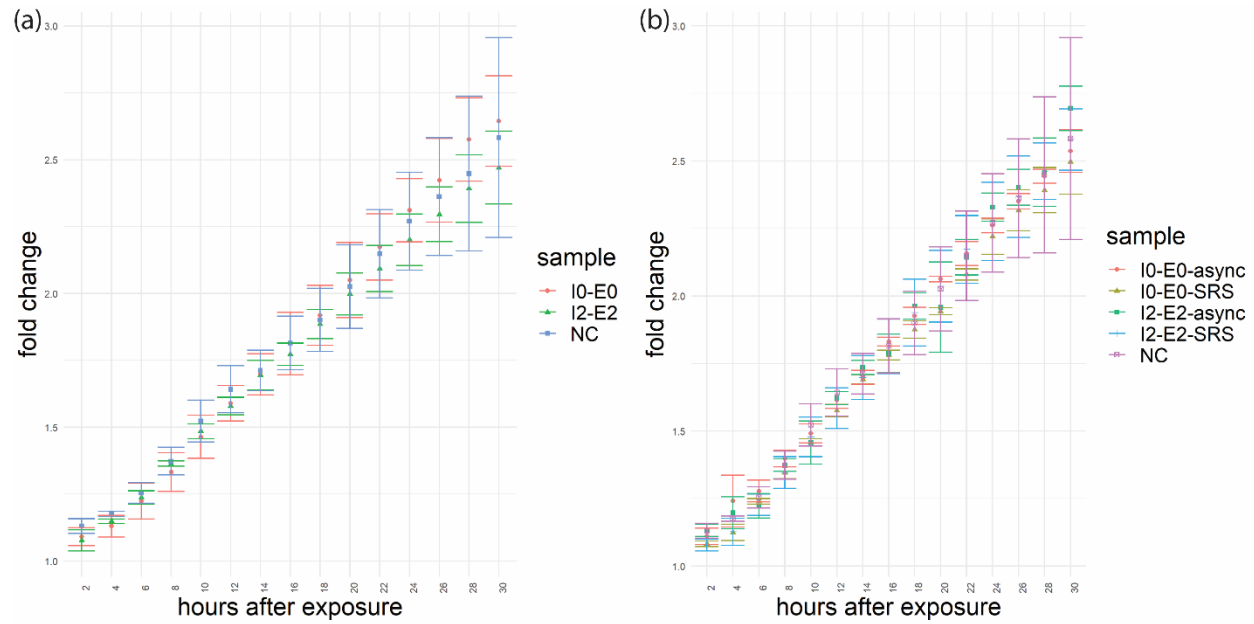 (a)
fold change
3.0
2.5
2.0
1.5
1.0
2 4 6 8 10 12 14 16 18 20 22 24 26 28 30
hours after exposure
sample
I0-E0
I2-E2
NC
(b)
fold change
3.0
2.5
2.0
1.5
1.0
2 4 6 8 10 12 14 16 18 20 22 24 26 28 30
hours after exposure
sample
I0-E0-async
I0-E0-SRS
I2-E2-async
I2-E2-SRS
NC